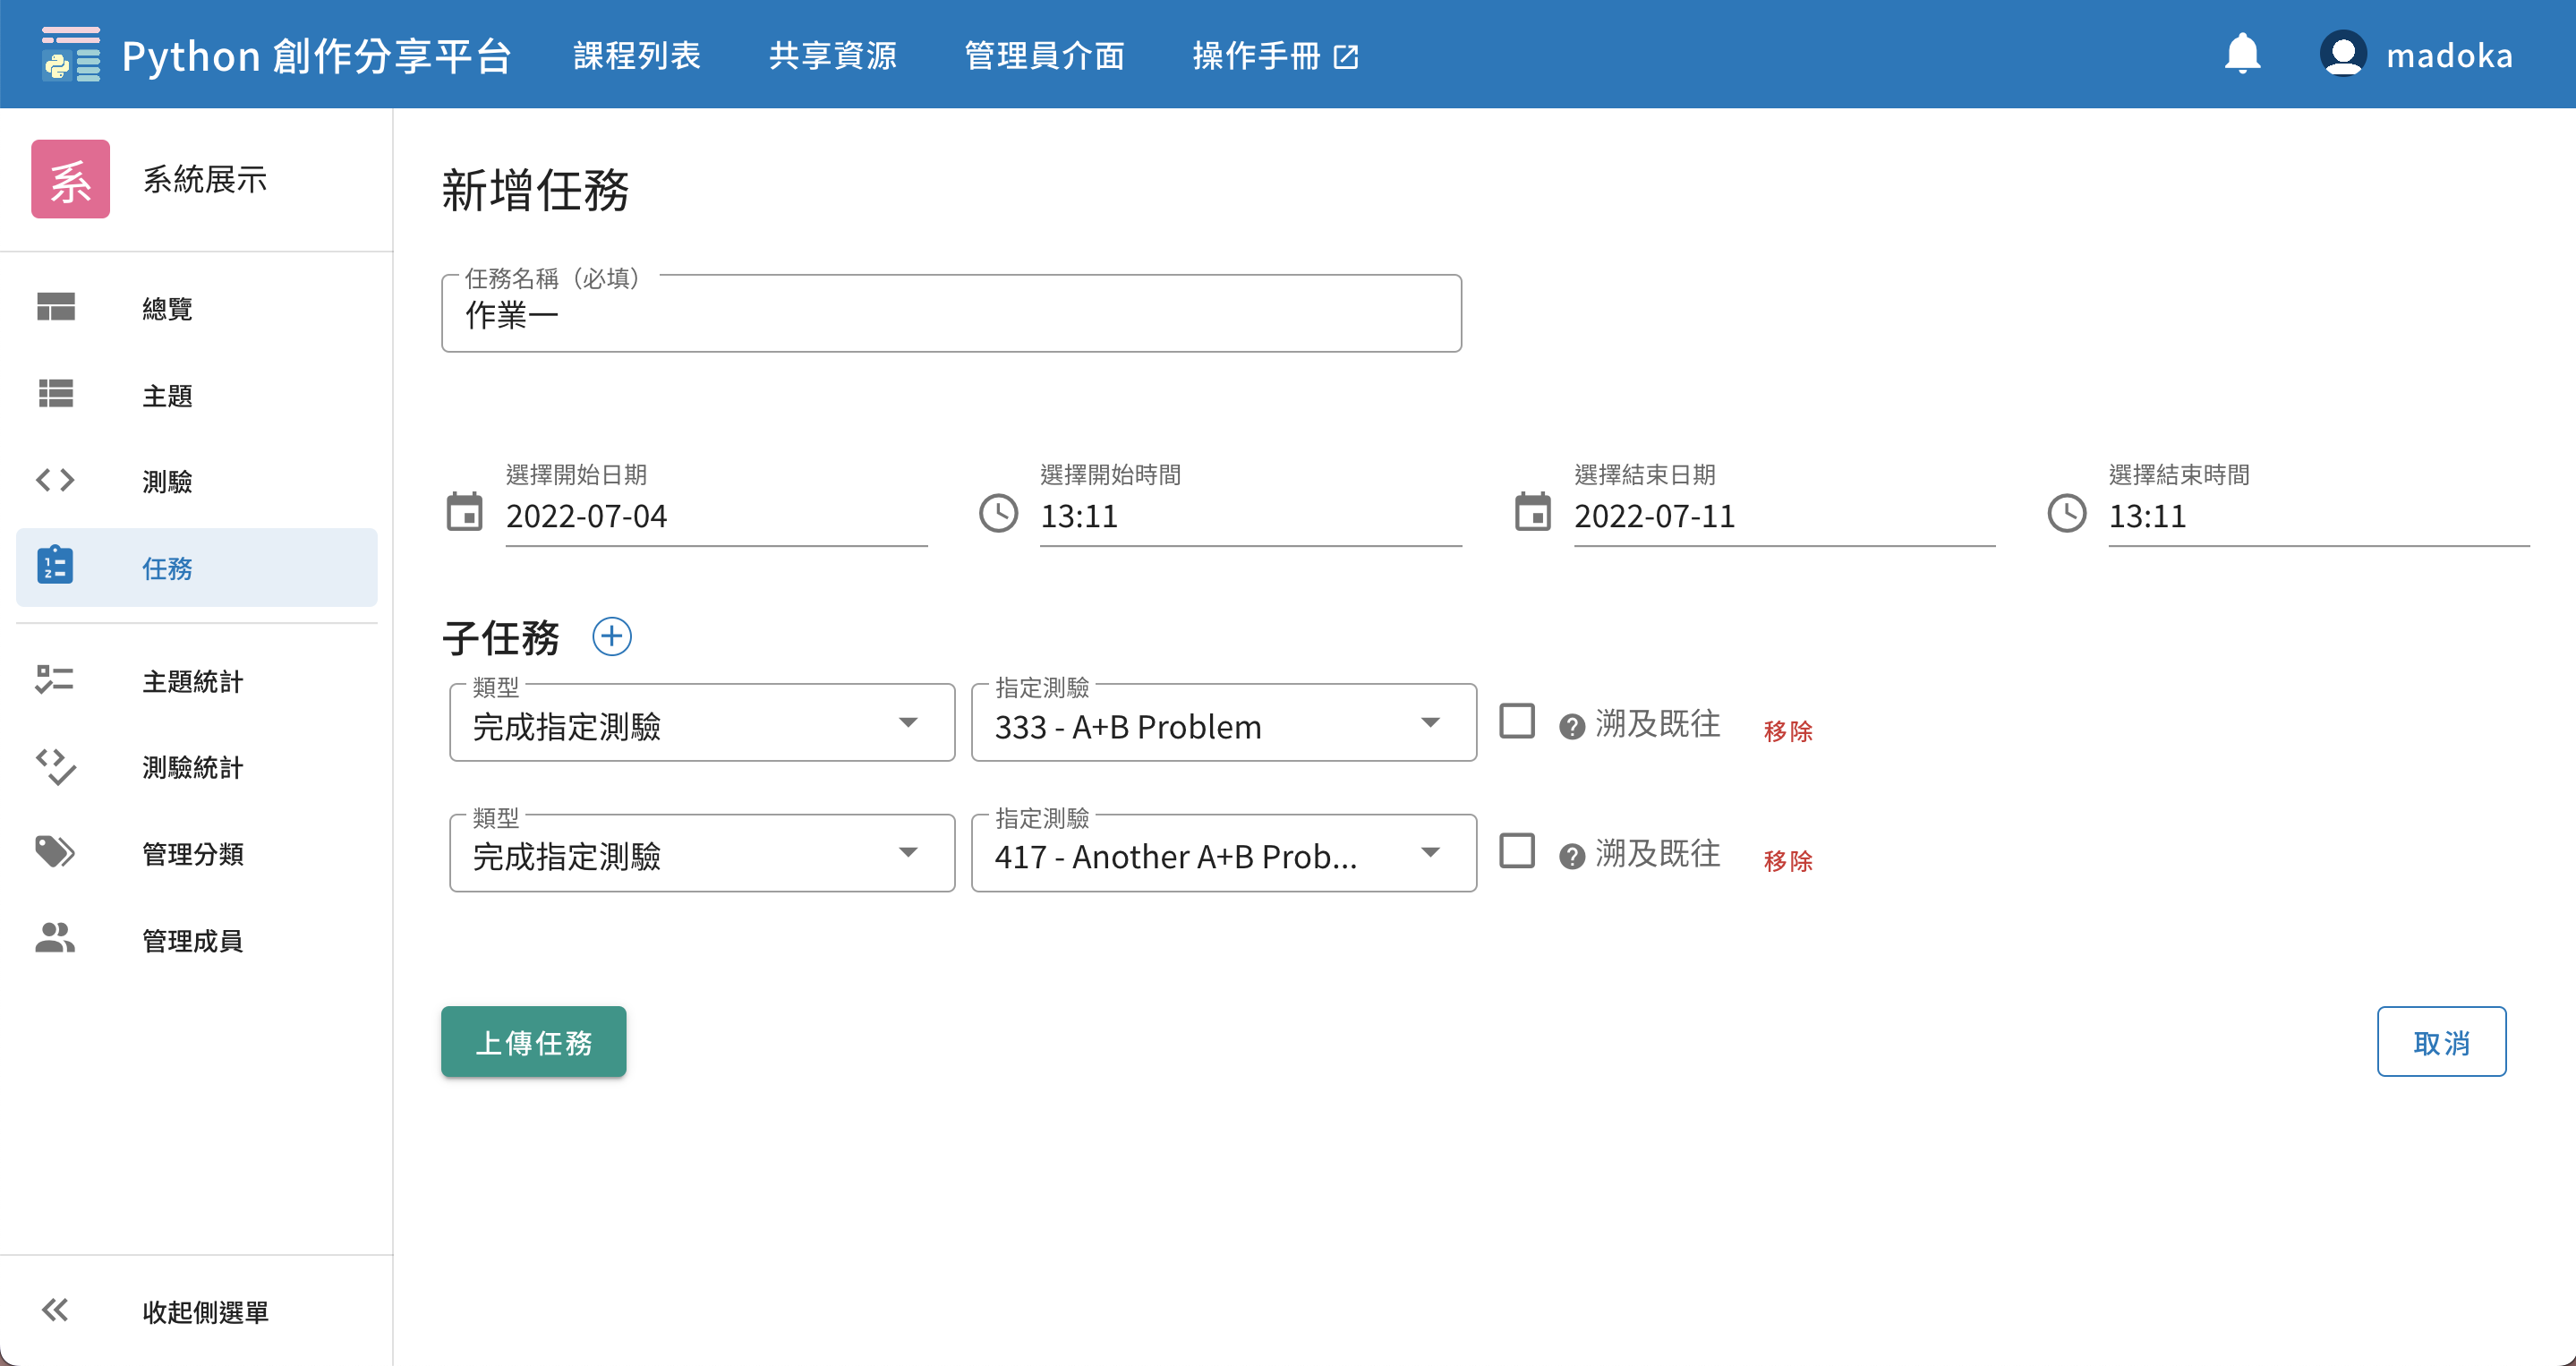 Python 創作分享平台 課程列表 共享資源 管理員介面 操作手冊 madoka
系 系統展示
總覽
主題
測驗
任務
主題統計
測驗統計
管理分類
管理成員
收起側選單
新增任務
任務名稱（必填）
作業一
選擇開始日期 選擇開始時間 選擇結束日期 選擇結束時間
2022-07-04 13:11 2022-07-11 13:11
子任務
類型 指定測驗
完成指定測驗 333 - A+B Problem 溯及既往 移除
類型 指定測驗
完成指定測驗 417 - Another A+B Prob... 溯及既往 移除
上傳任務 取消